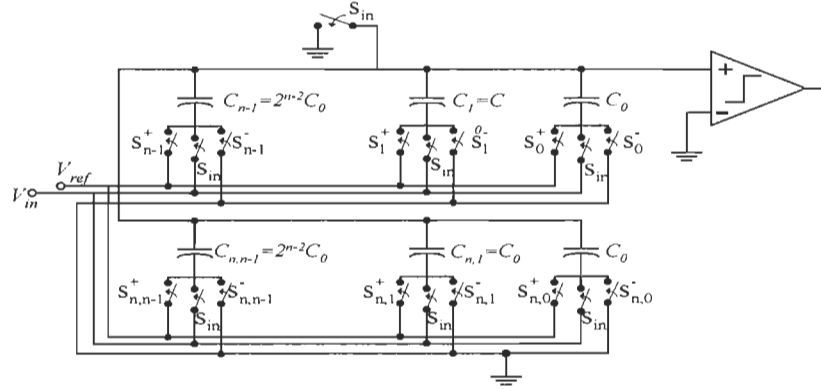 S_in
+
-
C_{n-1}=2^{n-2}C_0
C_1=C_0
C_0
S^+_{n-1} S^-_{n-1} S^+_1 S^-_1 S^+_0 S^-_0
S_in S_in S_in
V_ref
V_in
C_{n,n-1}=2^{n-2}C_0
C_{n,1}=C_0
C_0
S^+_{n,n-1} S^-_{n,n-1} S^+_{n,1} S^-_{n,1} S^+_{n,0} S^-_{n,0}
S_in S_in S_in